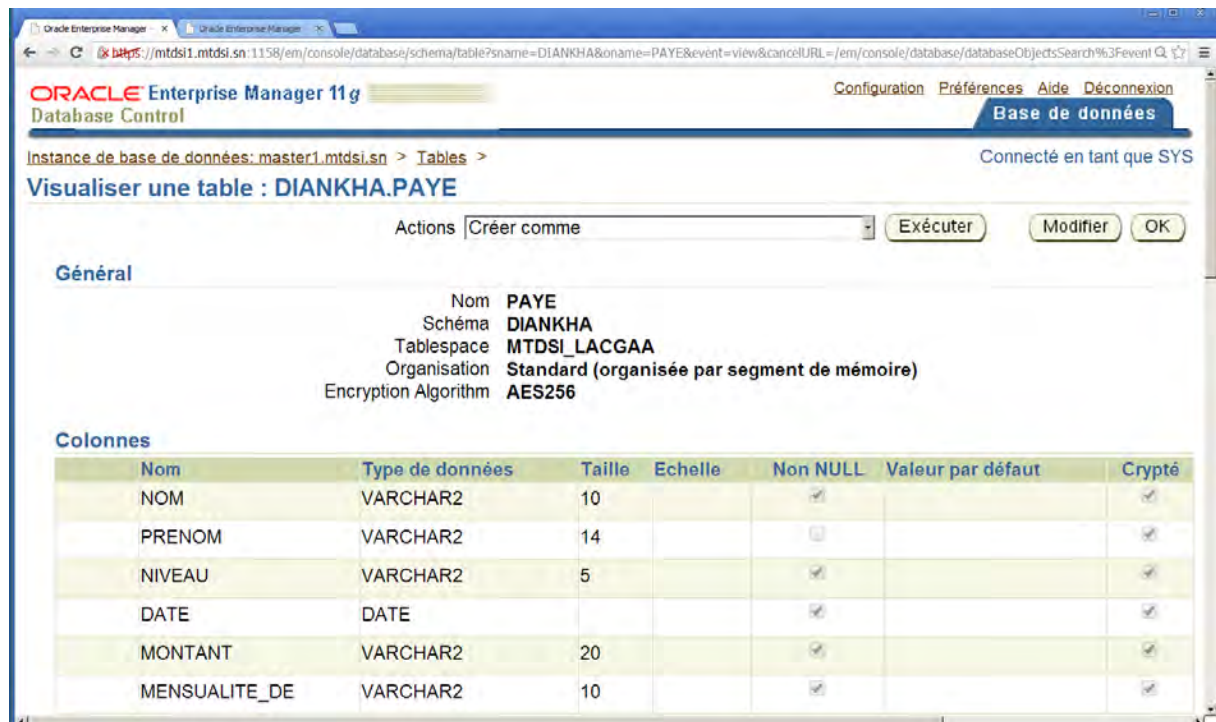 Oracle Enterprise Manager
Oracle Enterprise Manager
https://mtdsi1.mtdsi.sn:1158/em/console/database/schema/table?sname=DIANKHA&oname=PAYE&event=view&cancelURL=/em/console/database/databaseObjectsSearch%3Fevent
ORACLE Enterprise Manager 11g
Database Control
Configuration Préférences Aide Déconnexion
Base de données
Instance de base de données: master1.mtdsi.sn > Tables >
Connecté en tant que SYS
Visualiser une table : DIANKHA.PAYE
Actions Créer comme Exécuter Modifier OK
Général
Nom PAYE
Schéma DIANKHA
Tablespace MTDSI_LACGAA
Organisation Standard (organisée par segment de mémoire)
Encryption Algorithm AES256
Colonnes
Nom Type de données Taille Echelle Non NULL Valeur par défaut Crypté
NOM VARCHAR2 10
PRENOM VARCHAR2 14
NIVEAU VARCHAR2 5
DATE DATE
MONTANT VARCHAR2 20
MENSUALITE_DE VARCHAR2 10